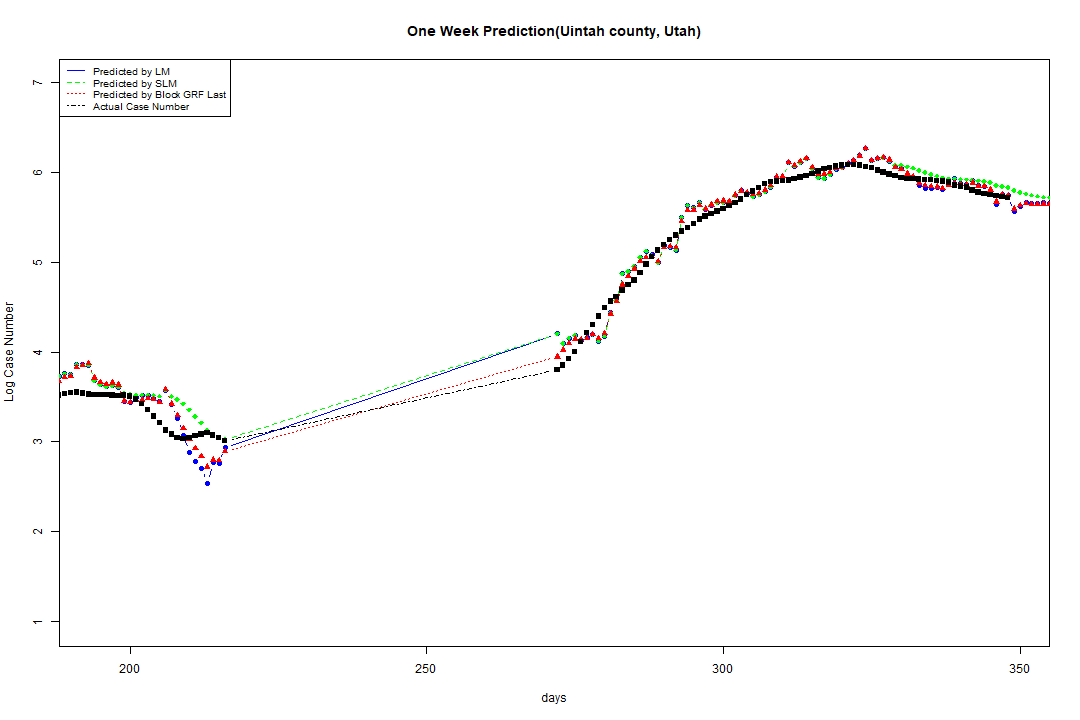 One Week Prediction(Uintah county, Utah)
Predicted by LM
Predicted by SLM
Predicted by Block GRF Last
Actual Case Number
7
6
5
4
3
2
1
Log Case Number
200
250
300
350
days